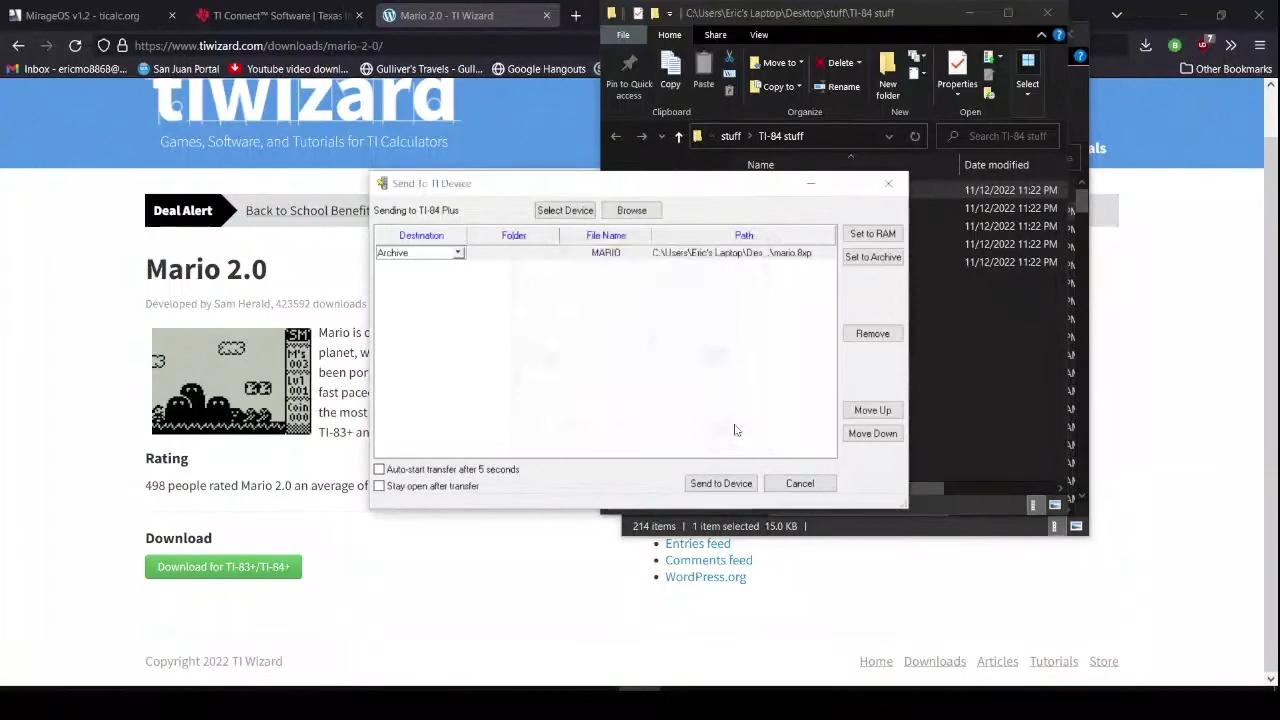 MirageOS v1.2 - ticalc.org
TI Connect™ Software | Texas I
Mario 2.0 - TI Wizard
C:\Users\Eric's Laptop\Desktop\stuff\TI-84 stuff
File Home Share View
https://www.tiwizard.com/downloads/mario-2-0/
7
Inbox - ericmo8868@g...
San Juan Portal
Youtube video downl...
Gulliver's Travels - Gul...
Google Hangouts
Other Bookmarks
Pin to Quick access
Copy
Paste
Move to
Copy to
Delete
Rename
New folder
Properties
Select
Clipboard
Organize
New
Open
stuff > TI-84 stuff
Search TI-84 stuff
Name
Date modified
11/12/2022 11:22 PM
11/12/2022 11:22 PM
11/12/2022 11:22 PM
11/12/2022 11:22 PM
11/12/2022 11:22 PM
214 items
1 item selected 15.0 KB
tiwizard
Games, Software, and Tutorials for TI Calculators
als
Deal Alert
Back to School Benefit
Mario 2.0
Developed by Sam Herald, 423592 downloads
SM
M's
003
Lvl
001
Coin
000
Mario is
planet, w
been por
fast pace
the most
TI-83+ an
Rating
498 people rated Mario 2.0 an average of
Download
Download for TI-83+/TI-84+
Send To TI Device
Sending to TI-84 Plus
Select Device
Browse
Destination Folder File Name Path
Archive MARIO C:\Users\Eric's Laptop\Des...\mario.8xp
Set to RAM
Set to Archive
Remove
Move Up
Move Down
Auto-start transfer after 5 seconds
Stay open after transfer
Send to Device
Cancel
Entries feed
Comments feed
WordPress.org
Copyright 2022 TI Wizard
Home Downloads Articles Tutorials Store